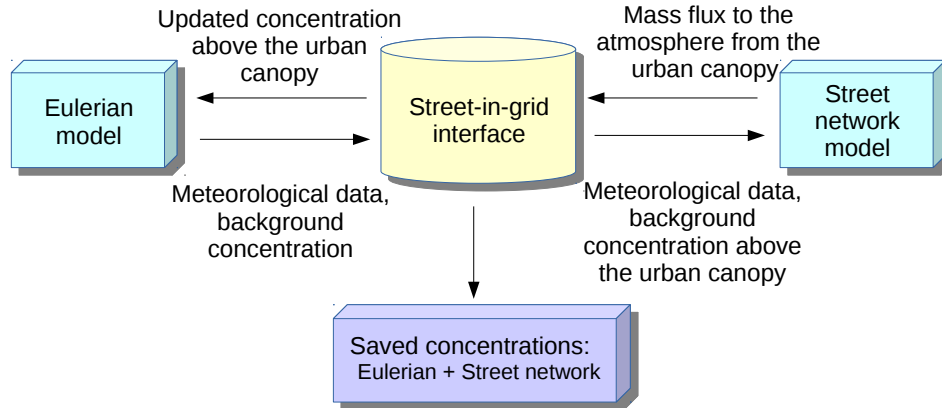 Updated concentration
above the urban
canopy
Mass flux to the
atmosphere from the
urban canopy
Eulerian
model
Street-in-grid
interface
Street
network
model
Meteorological data,
background
concentration
Meteorological data,
background
concentration above
the urban canopy
Saved concentrations:
Eulerian + Street network